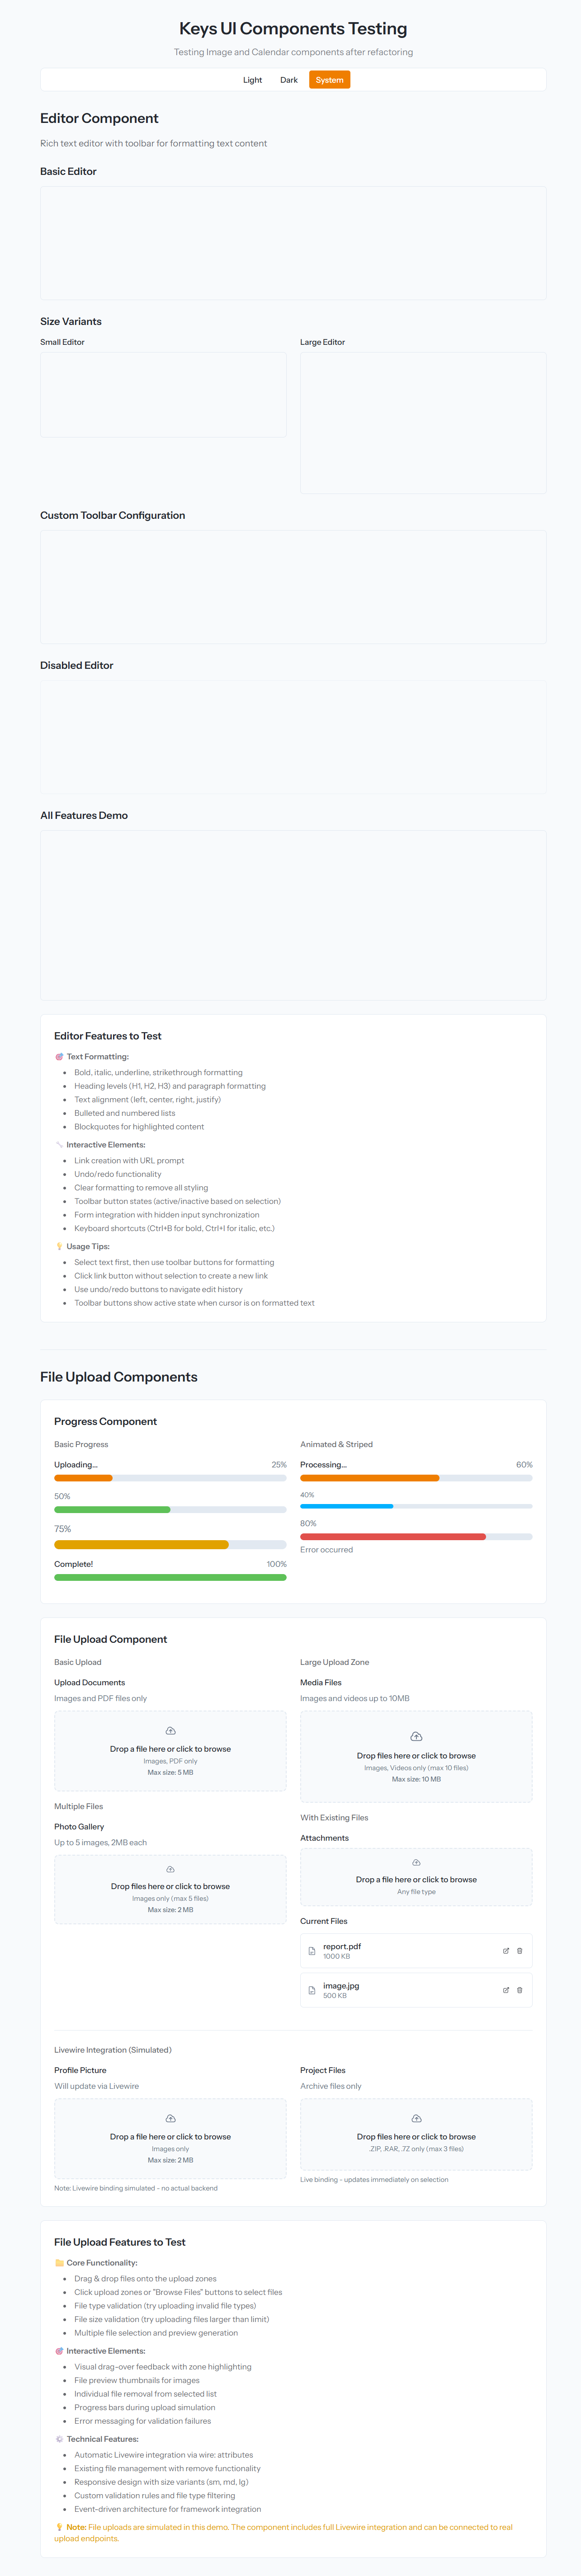 Keys UI Components Testing
Testing Image and Calendar components after refactoring
Light Dark System
Editor Component
Rich text editor with toolbar for formatting text content
Basic Editor
Size Variants
Small Editor
Large Editor
Custom Toolbar Configuration
Disabled Editor
All Features Demo
Editor Features to Test
🎯 Text Formatting:
• Bold, italic, underline, strikethrough formatting
• Heading levels (H1, H2, H3) and paragraph formatting
• Text alignment (left, center, right, justify)
• Bulleted and numbered lists
• Blockquotes for highlighted content
🔧 Interactive Elements:
• Link creation with URL prompt
• Undo/redo functionality
• Clear formatting to remove all styling
• Toolbar button states (active/inactive based on selection)
• Form integration with hidden input synchronization
• Keyboard shortcuts (Ctrl+B for bold, Ctrl+I for italic, etc.)
💡 Usage Tips:
• Select text first, then use toolbar buttons for formatting
• Click link button without selection to create a new link
• Use undo/redo buttons to navigate edit history
• Toolbar buttons show active state when cursor is on formatted text
File Upload Components
Progress Component
Basic Progress
Uploading... 25%
50%
75%
Complete! 100%
Animated & Striped
Processing... 60%
40%
80%
Error occurred
File Upload Component
Basic Upload
Upload Documents
Images and PDF files only
Drop a file here or click to browse
Images, PDF only
Max size: 5 MB
Multiple Files
Photo Gallery
Up to 5 images, 2MB each
Drop files here or click to browse
Images only (max 5 files)
Max size: 2 MB
Large Upload Zone
Media Files
Images and videos up to 10MB
Drop files here or click to browse
Images, Videos only (max 10 files)
Max size: 10 MB
With Existing Files
Attachments
Drop a file here or click to browse
Any file type
Current Files
report.pdf
1000 KB
image.jpg
500 KB
Livewire Integration (Simulated)
Profile Picture
Will update via Livewire
Drop a file here or click to browse
Images only
Max size: 2 MB
Note: Livewire binding simulated - no actual backend
Project Files
Archive files only
Drop files here or click to browse
.ZIP, .RAR, .7Z only (max 3 files)
Live binding - updates immediately on selection
File Upload Features to Test
📁 Core Functionality:
• Drag & drop files onto the upload zones
• Click upload zones or "Browse Files" buttons to select files
• File type validation (try uploading invalid file types)
• File size validation (try uploading files larger than limit)
• Multiple file selection and preview generation
🎯 Interactive Elements:
• Visual drag-over feedback with zone highlighting
• File preview thumbnails for images
• Individual file removal from selected list
• Progress bars during upload simulation
• Error messaging for validation failures
⚙️ Technical Features:
• Automatic Livewire integration via wire: attributes
• Existing file management with remove functionality
• Responsive design with size variants (sm, md, lg)
• Custom validation rules and file type filtering
• Event-driven architecture for framework integration
💡 Note: File uploads are simulated in this demo. The component includes full Livewire integration and can be connected to real
upload endpoints.